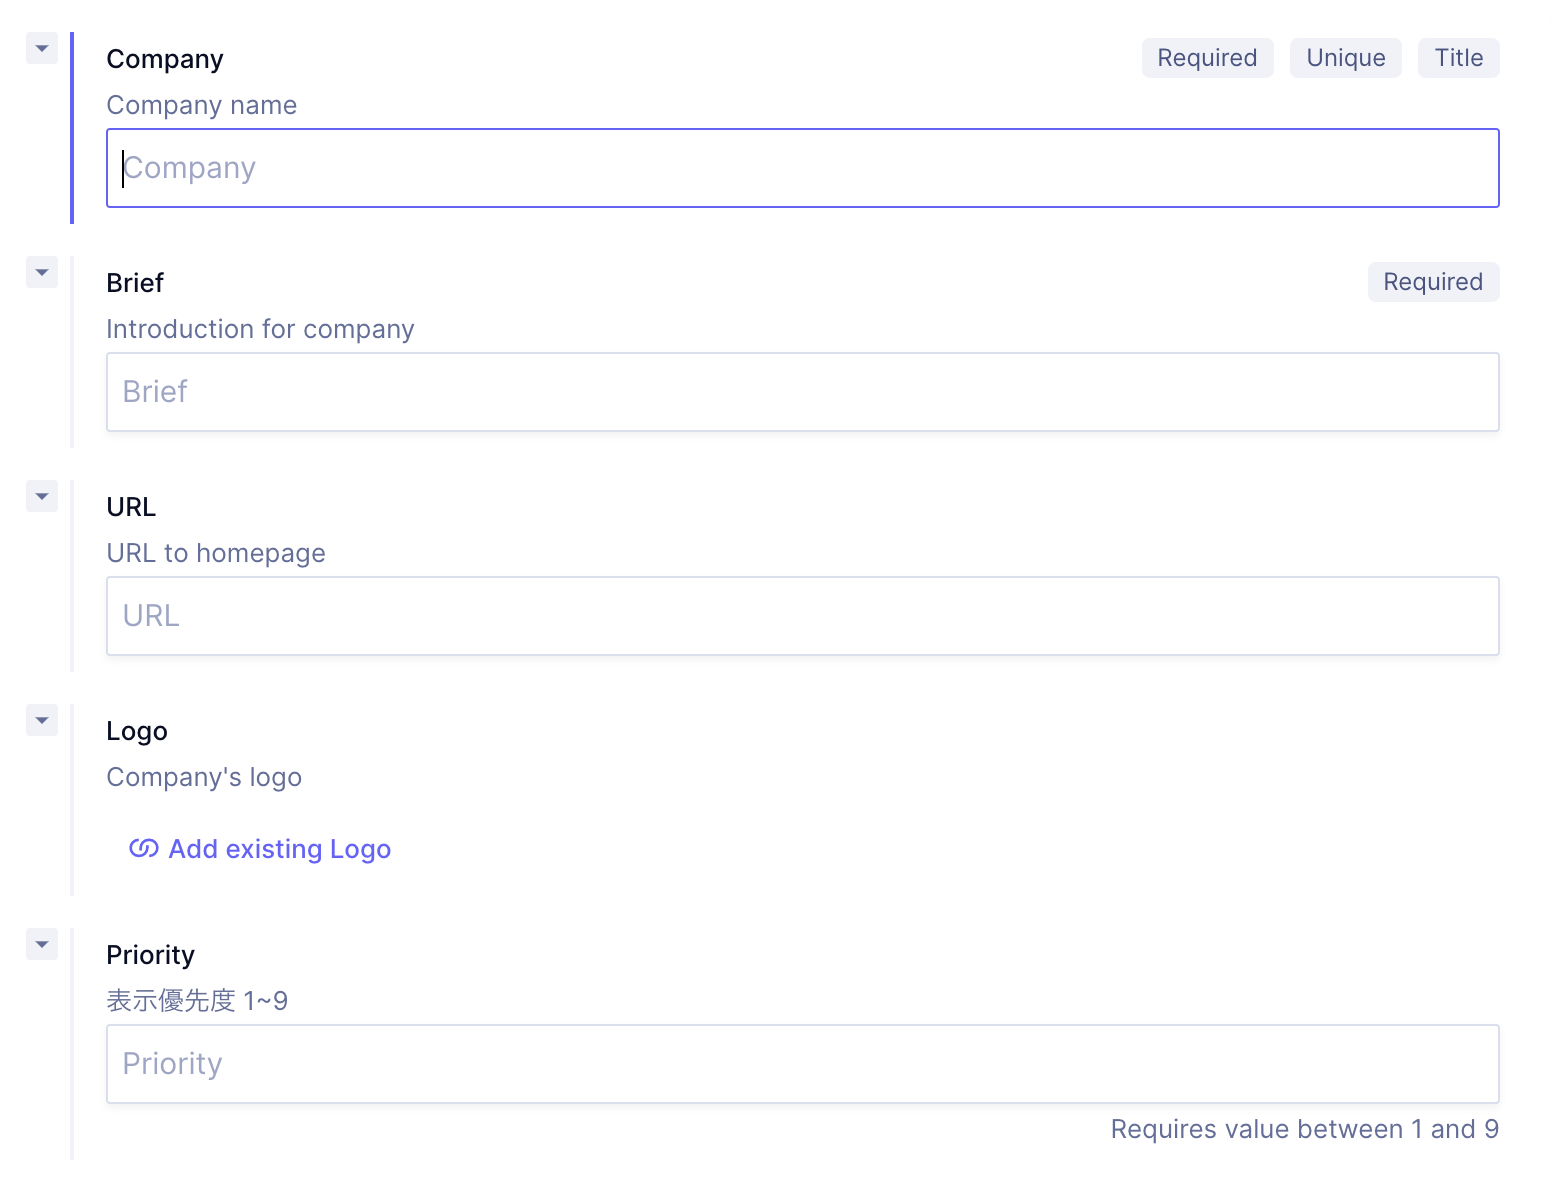 Company Required Unique Title
Company name
Company
Brief Required
Introduction for company
Brief
URL
URL to homepage
URL
Logo
Company's logo
Add existing Logo
Priority
表示優先度 1~9
Priority
Requires value between 1 and 9